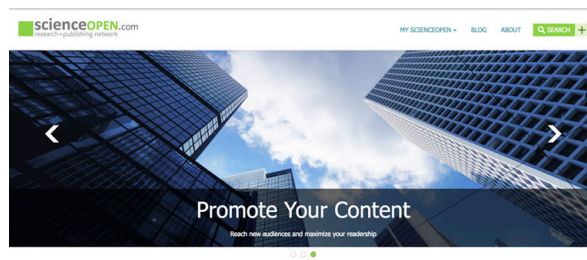 scienceOPEN.com
research+publishing network
MY SCIENCEOPEN
BLOG
ABOUT
SEARCH
Promote Your Content
Reach new audiences and maximize your readership